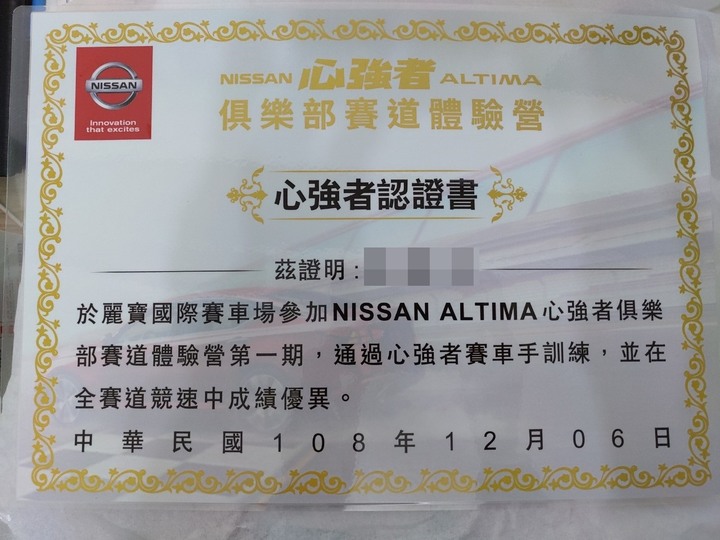 NISSAN
Innovation
that excites
NISSAN 心強者 ALTIMA
俱樂部賽道體驗營
心強者認證書
茲證明:
於麗寶國際賽車場參加NISSAN ALTIMA心強者俱樂
部賽道體驗營第一期，通過心強者賽車手訓練，並在
全賽道競速中成績優異。
中華民國108年12月06日